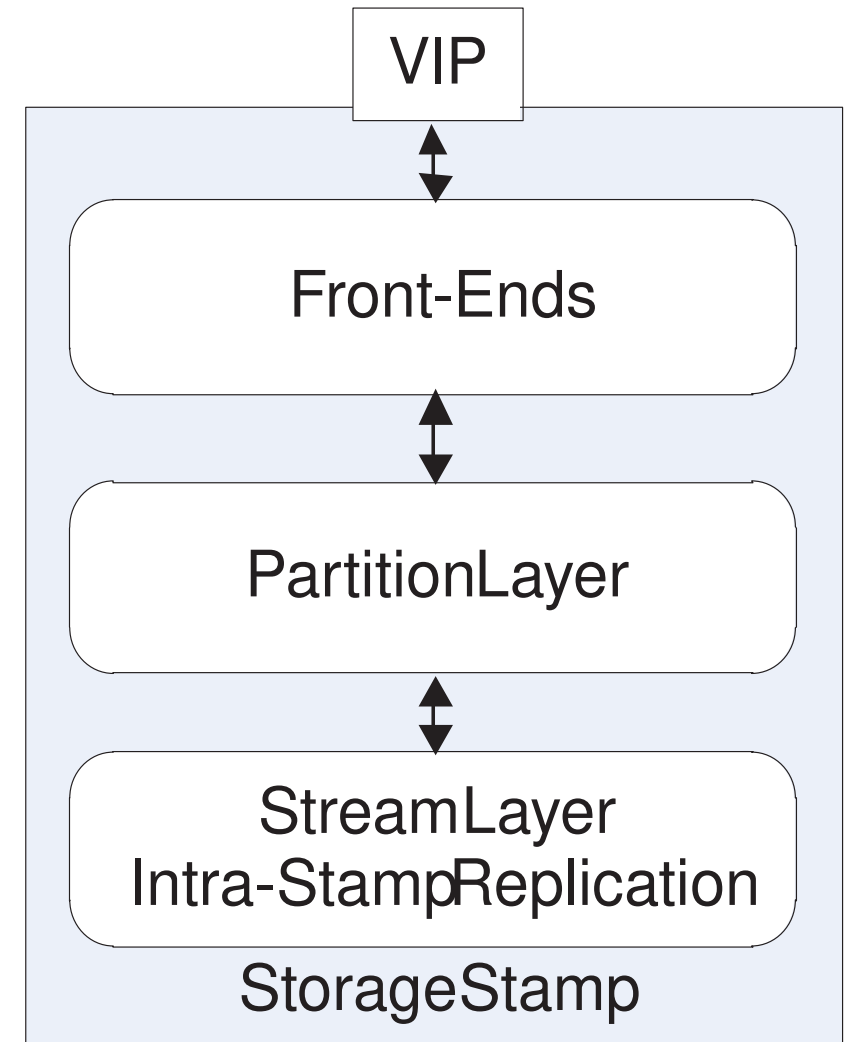 VIP
Front-Ends
PartitionLayer
StreamLayer
Intra-StampReplication
StorageStamp